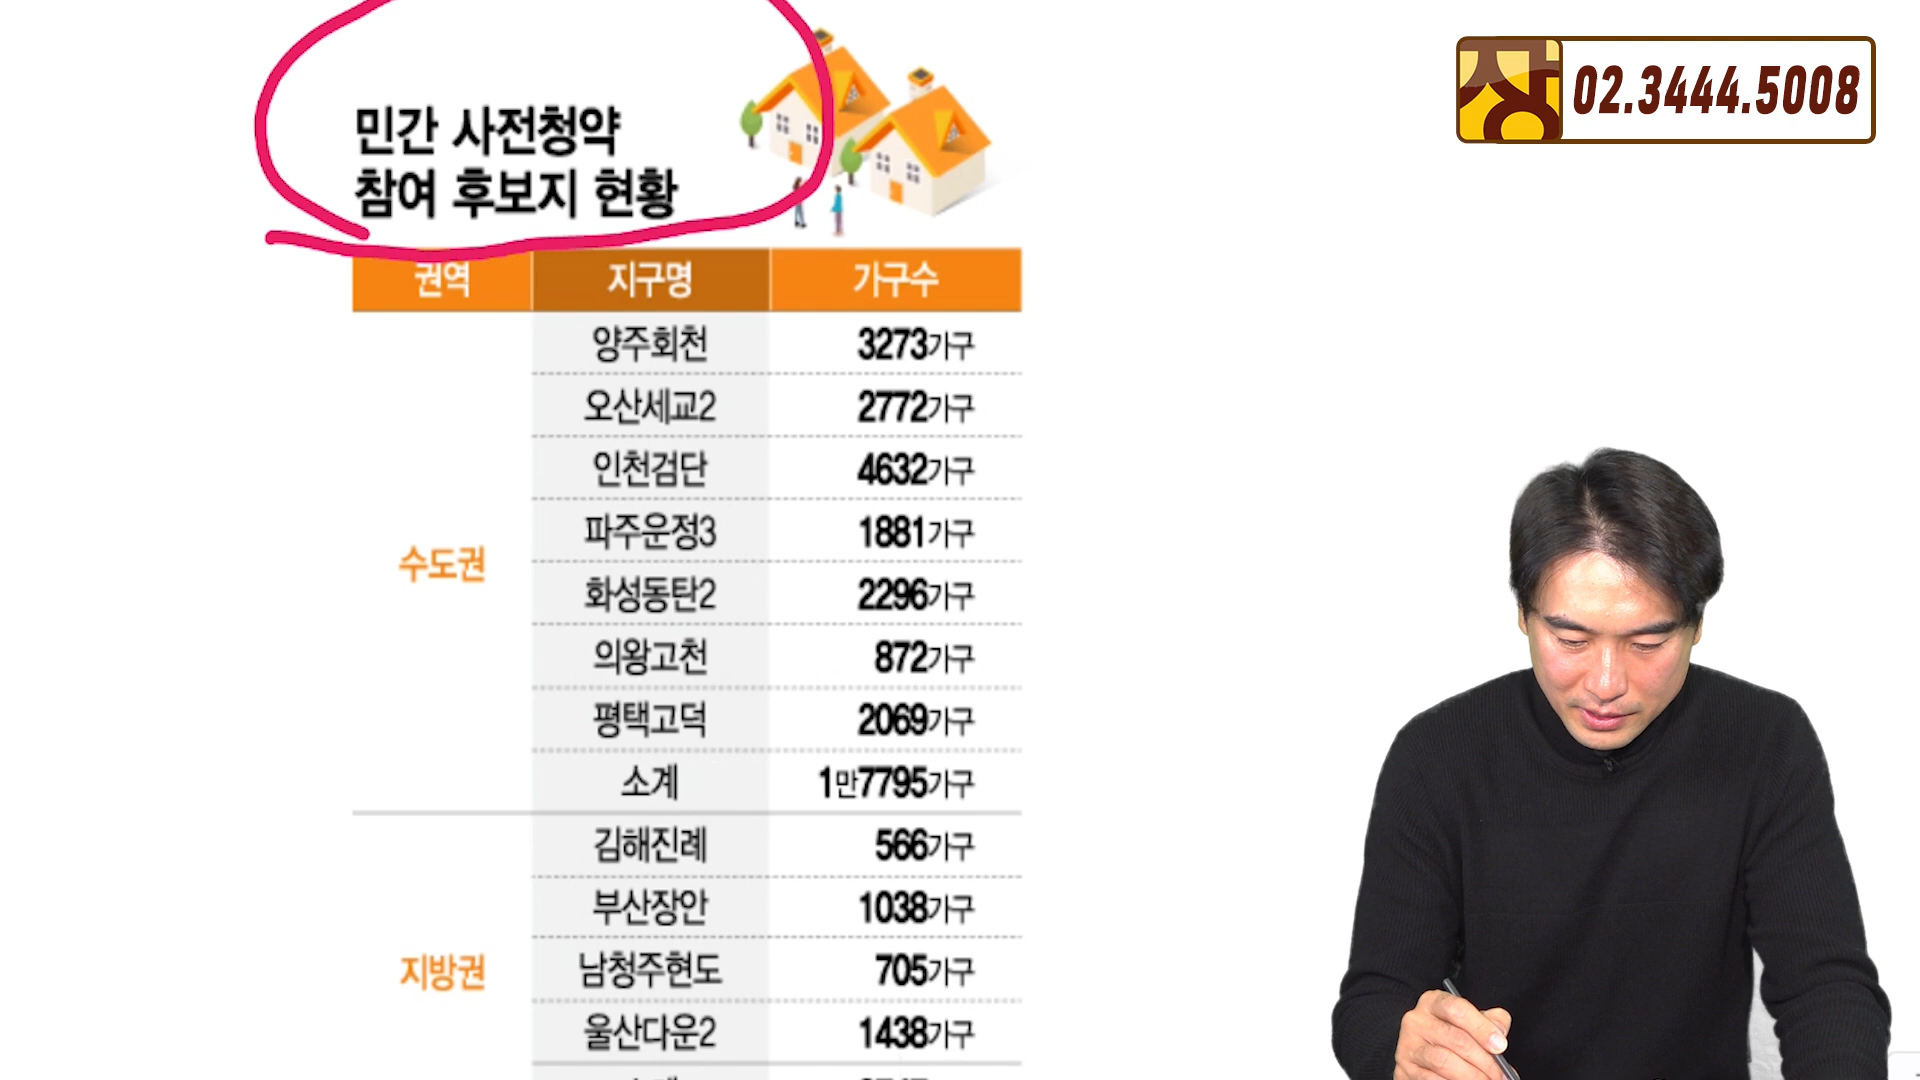 민간 사전청약
참여 후보지 현황
권역 지구명 가구수
수도권
양주회천 3273가구
오산세교2 2772가구
인천검단 4632가구
파주운정3 1881가구
화성동탄2 2296가구
의왕고천 872가구
평택고덕 2069가구
소계 1만7795가구
지방권
김해진례 566가구
부산장안 1038가구
남청주현도 705가구
울산다운2 1438가구
상 02.3444.5008